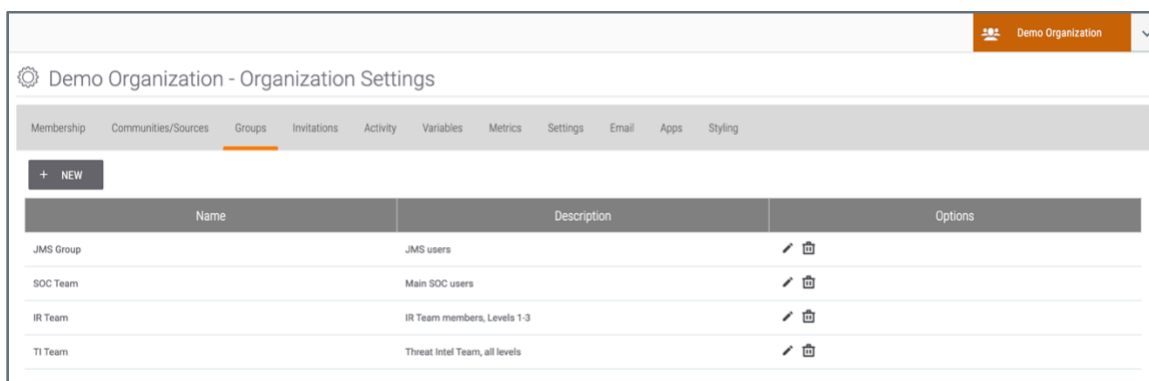 Demo Organization
Demo Organization - Organization Settings
Membership Communities/Sources Groups Invitations Activity Variables Metrics Settings Email Apps Styling
+ NEW
Name Description Options
JMS Group JMS users
SOC Team Main SOC users
IR Team IR Team members, Levels 1-3
TI Team Threat Intel Team, all levels